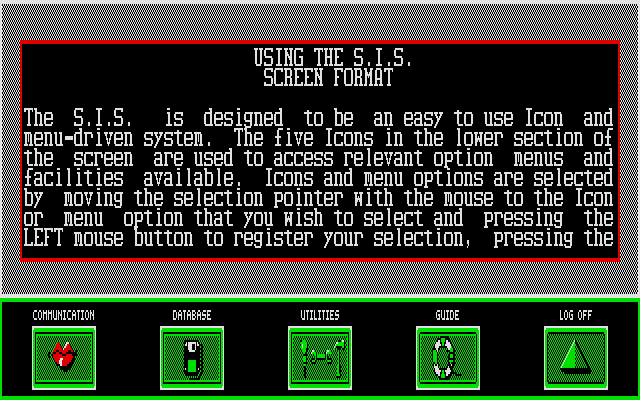 USING THE S.I.S.
SCREEN FORMAT
The S.I.S. is designed to be an easy to use Icon and
menu-driven system. The five Icons in the lower section of
the screen are used to access relevant option menus and
facilities available. Icons and menu options are selected
by moving the selection pointer with the mouse to the Icon
or menu option that you wish to select and pressing the
LEFT mouse button to register your selection, pressing the
COMMUNICATION DATABASE UTILITIES GUIDE LOG OFF